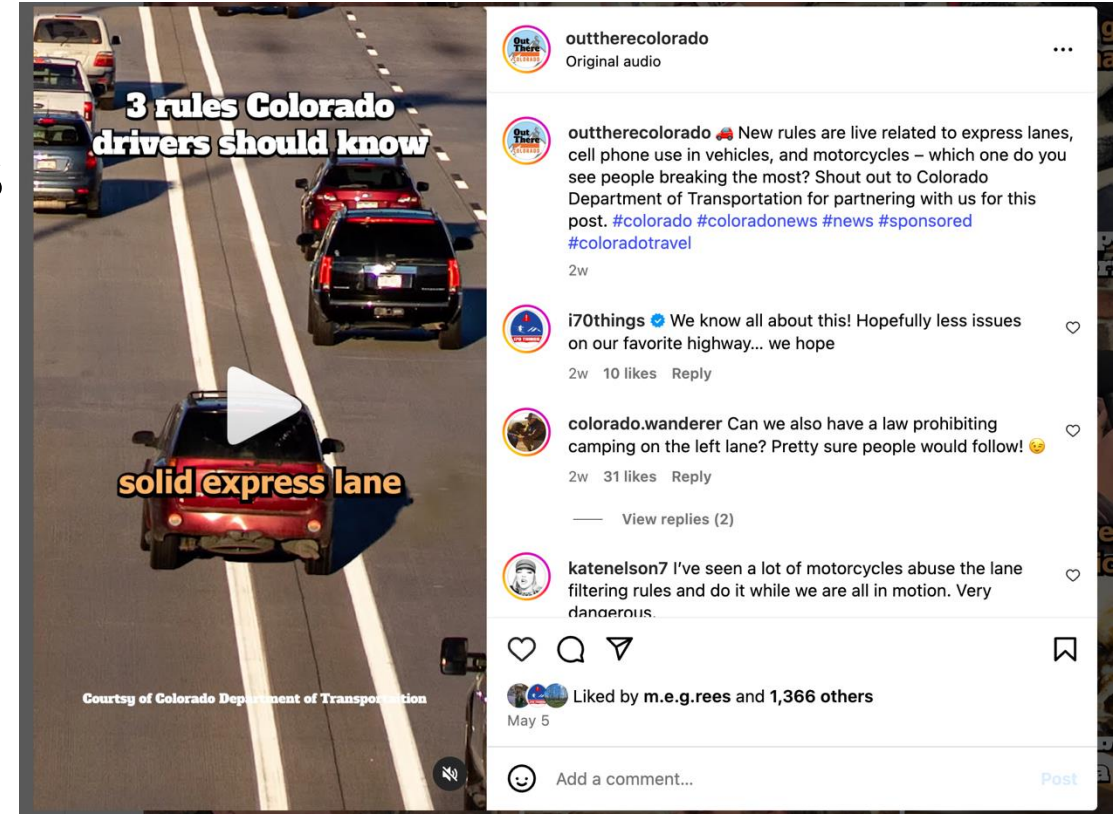 3 rules Colorado
drivers should know
solid express lane
Courtsy of Colorado Department of Transportation
Out
There
COLORADO
outtherecolorado
Original audio
Out
There
COLORADO
outtherecolorado 🚗 New rules are live related to express lanes,
cell phone use in vehicles, and motorcycles – which one do you
see people breaking the most? Shout out to Colorado
Department of Transportation for partnering with us for this
post. #colorado #coloradonews #news #sponsored
#coloradotravel
2w
i70things We know all about this! Hopefully less issues
on our favorite highway... we hope
2w 10 likes Reply
colorado.wanderer Can we also have a law prohibiting
camping on the left lane? Pretty sure people would follow! 😉
2w 31 likes Reply
View replies (2)
katenelson7 I've seen a lot of motorcycles abuse the lane
filtering rules and do it while we are all in motion. Very
dangerous.
Liked by m.e.g.rees and 1,366 others
May 5
Add a comment...
Post